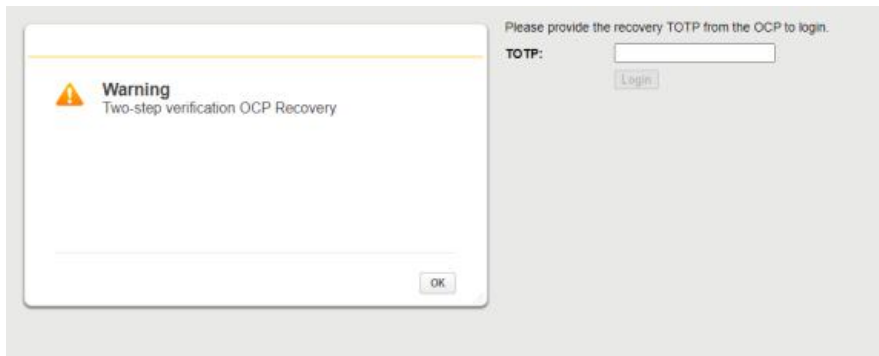 Please provide the recovery TOTP from the OCP to login.
TOTP:
Login
Warning
Two-step verification OCP Recovery
OK